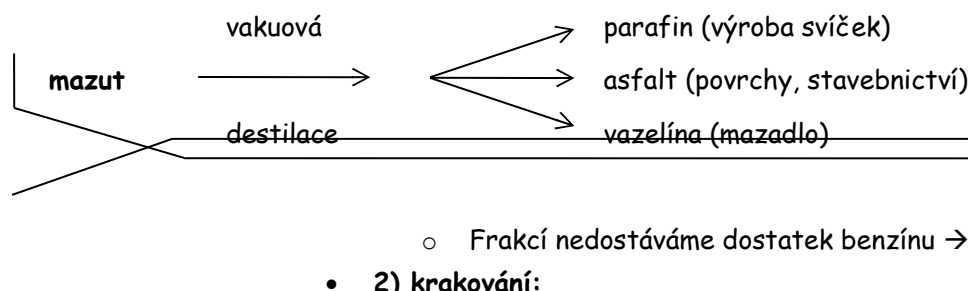 vakuová parafin (výroba svíček)
mazut asfalt (povrchy, stavebnictví)
destilace vazelína (mazadlo)
○ Frakcí nedostáváme dostatek benzínu →
• 2) krakování: